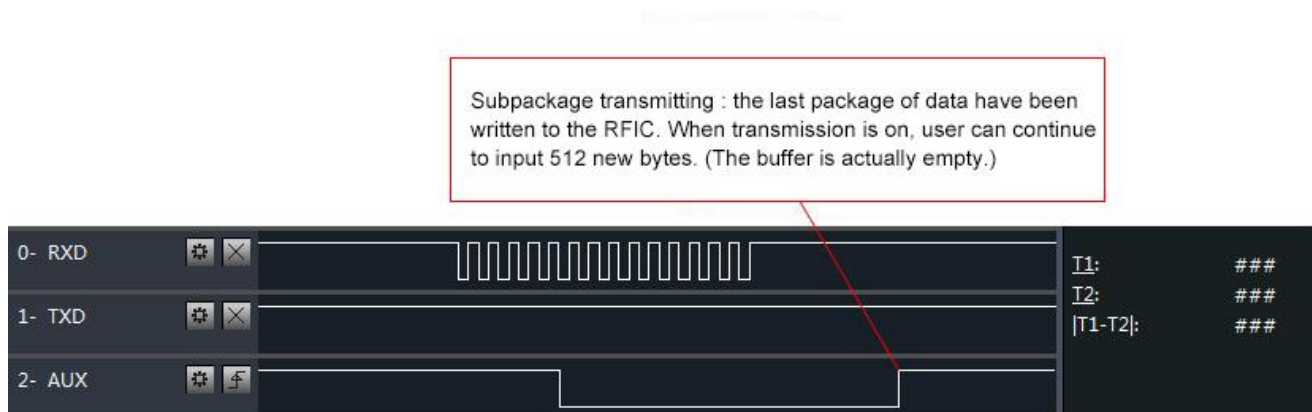 Subpackage transmitting : the last package of data have been
written to the RFIC. When transmission is on, user can continue
to input 512 new bytes. (The buffer is actually empty.)
0- RXD
T1: ###
T2: ###
1- TXD
|T1-T2|: ###
2- AUX